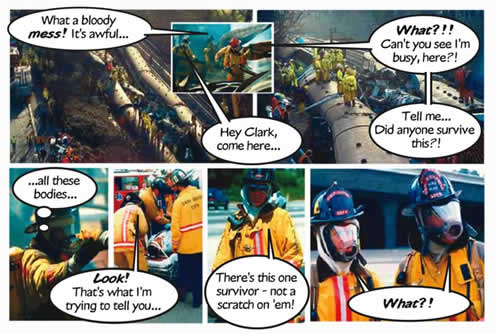 What a bloody
mess! It's awful...
Hey Clark,
come here...
What?!!
Can't you see I'm
busy, here?!
Tell me...
Did anyone survive
this?!
...all these
bodies...
Look!
That's what I'm
trying to tell you...
There's this one
survivor - not a
scratch on 'em!
What?!